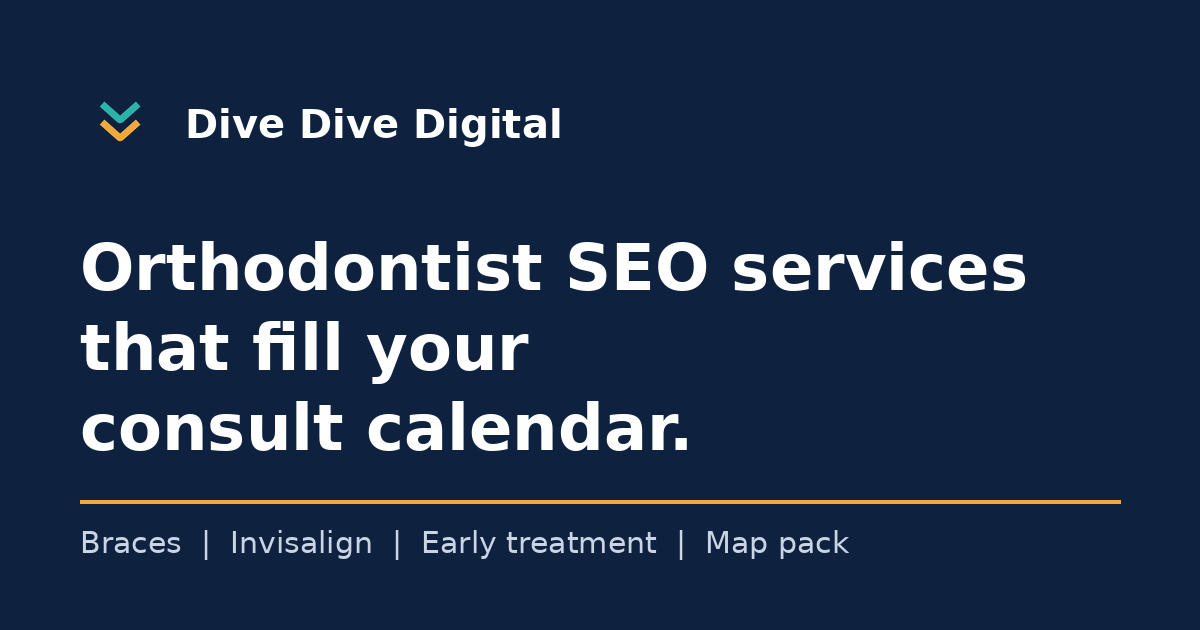 Dive Dive Digital
Orthodontist SEO services
that fill your
consult calendar.
Braces | Invisalign | Early treatment | Map pack